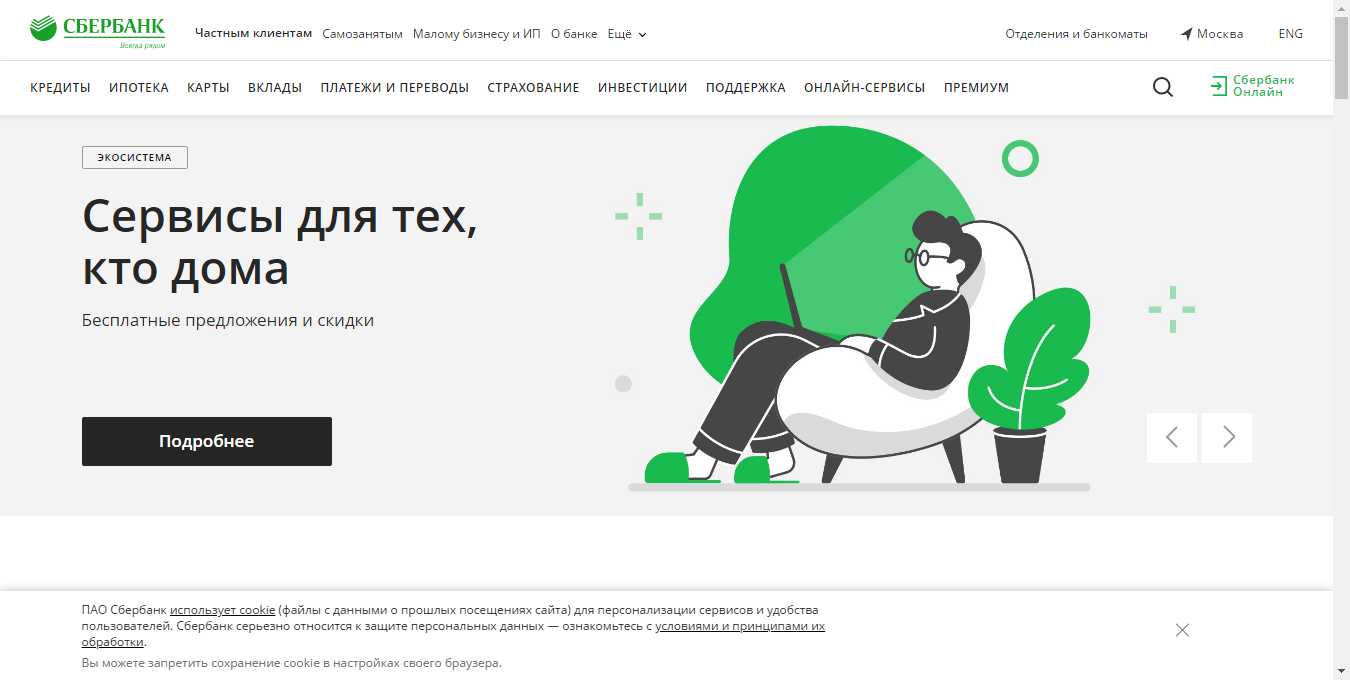 СБЕРБАНК
Всегда рядом
Частным клиентам Самозанятым Малому бизнесу и ИП О банке Ещё
Отделения и банкоматы Москва ENG
КРЕДИТЫ ИПОТЕКА КАРТЫ ВКЛАДЫ ПЛАТЕЖИ И ПЕРЕВОДЫ СТРАХОВАНИЕ ИНВЕСТИЦИИ ПОДДЕРЖКА ОНЛАЙН-СЕРВИСЫ ПРЕМИУМ
Сбербанк
Онлайн
ЭКОСИСТЕМА
Сервисы для тех,
кто дома
Бесплатные предложения и скидки
Подробнее
ПАО Сбербанк использует cookie (файлы с данными о прошлых посещениях сайта) для персонализации сервисов и удобства
пользователей. Сбербанк серьезно относится к защите персональных данных — ознакомьтесь с условиями и принципами их
обработки.
Вы можете запретить сохранение cookie в настройках своего браузера.